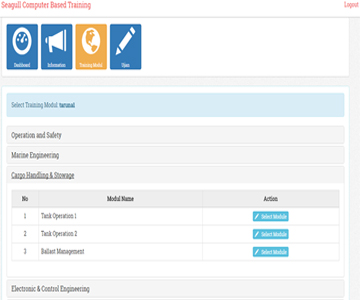 Seagull Computer Based Training
Logout
Dashboard
Information
Training Modul
Ujian
Select Training Modul: tarunal
Operation and Safety
Marine Engineering
Cargo Handling & Stowage
No Modul Name Action
1 Tank Operation 1 Select Module
2 Tank Operation 2 Select Module
3 Ballast Management Select Module
Electronic & Control Engineering